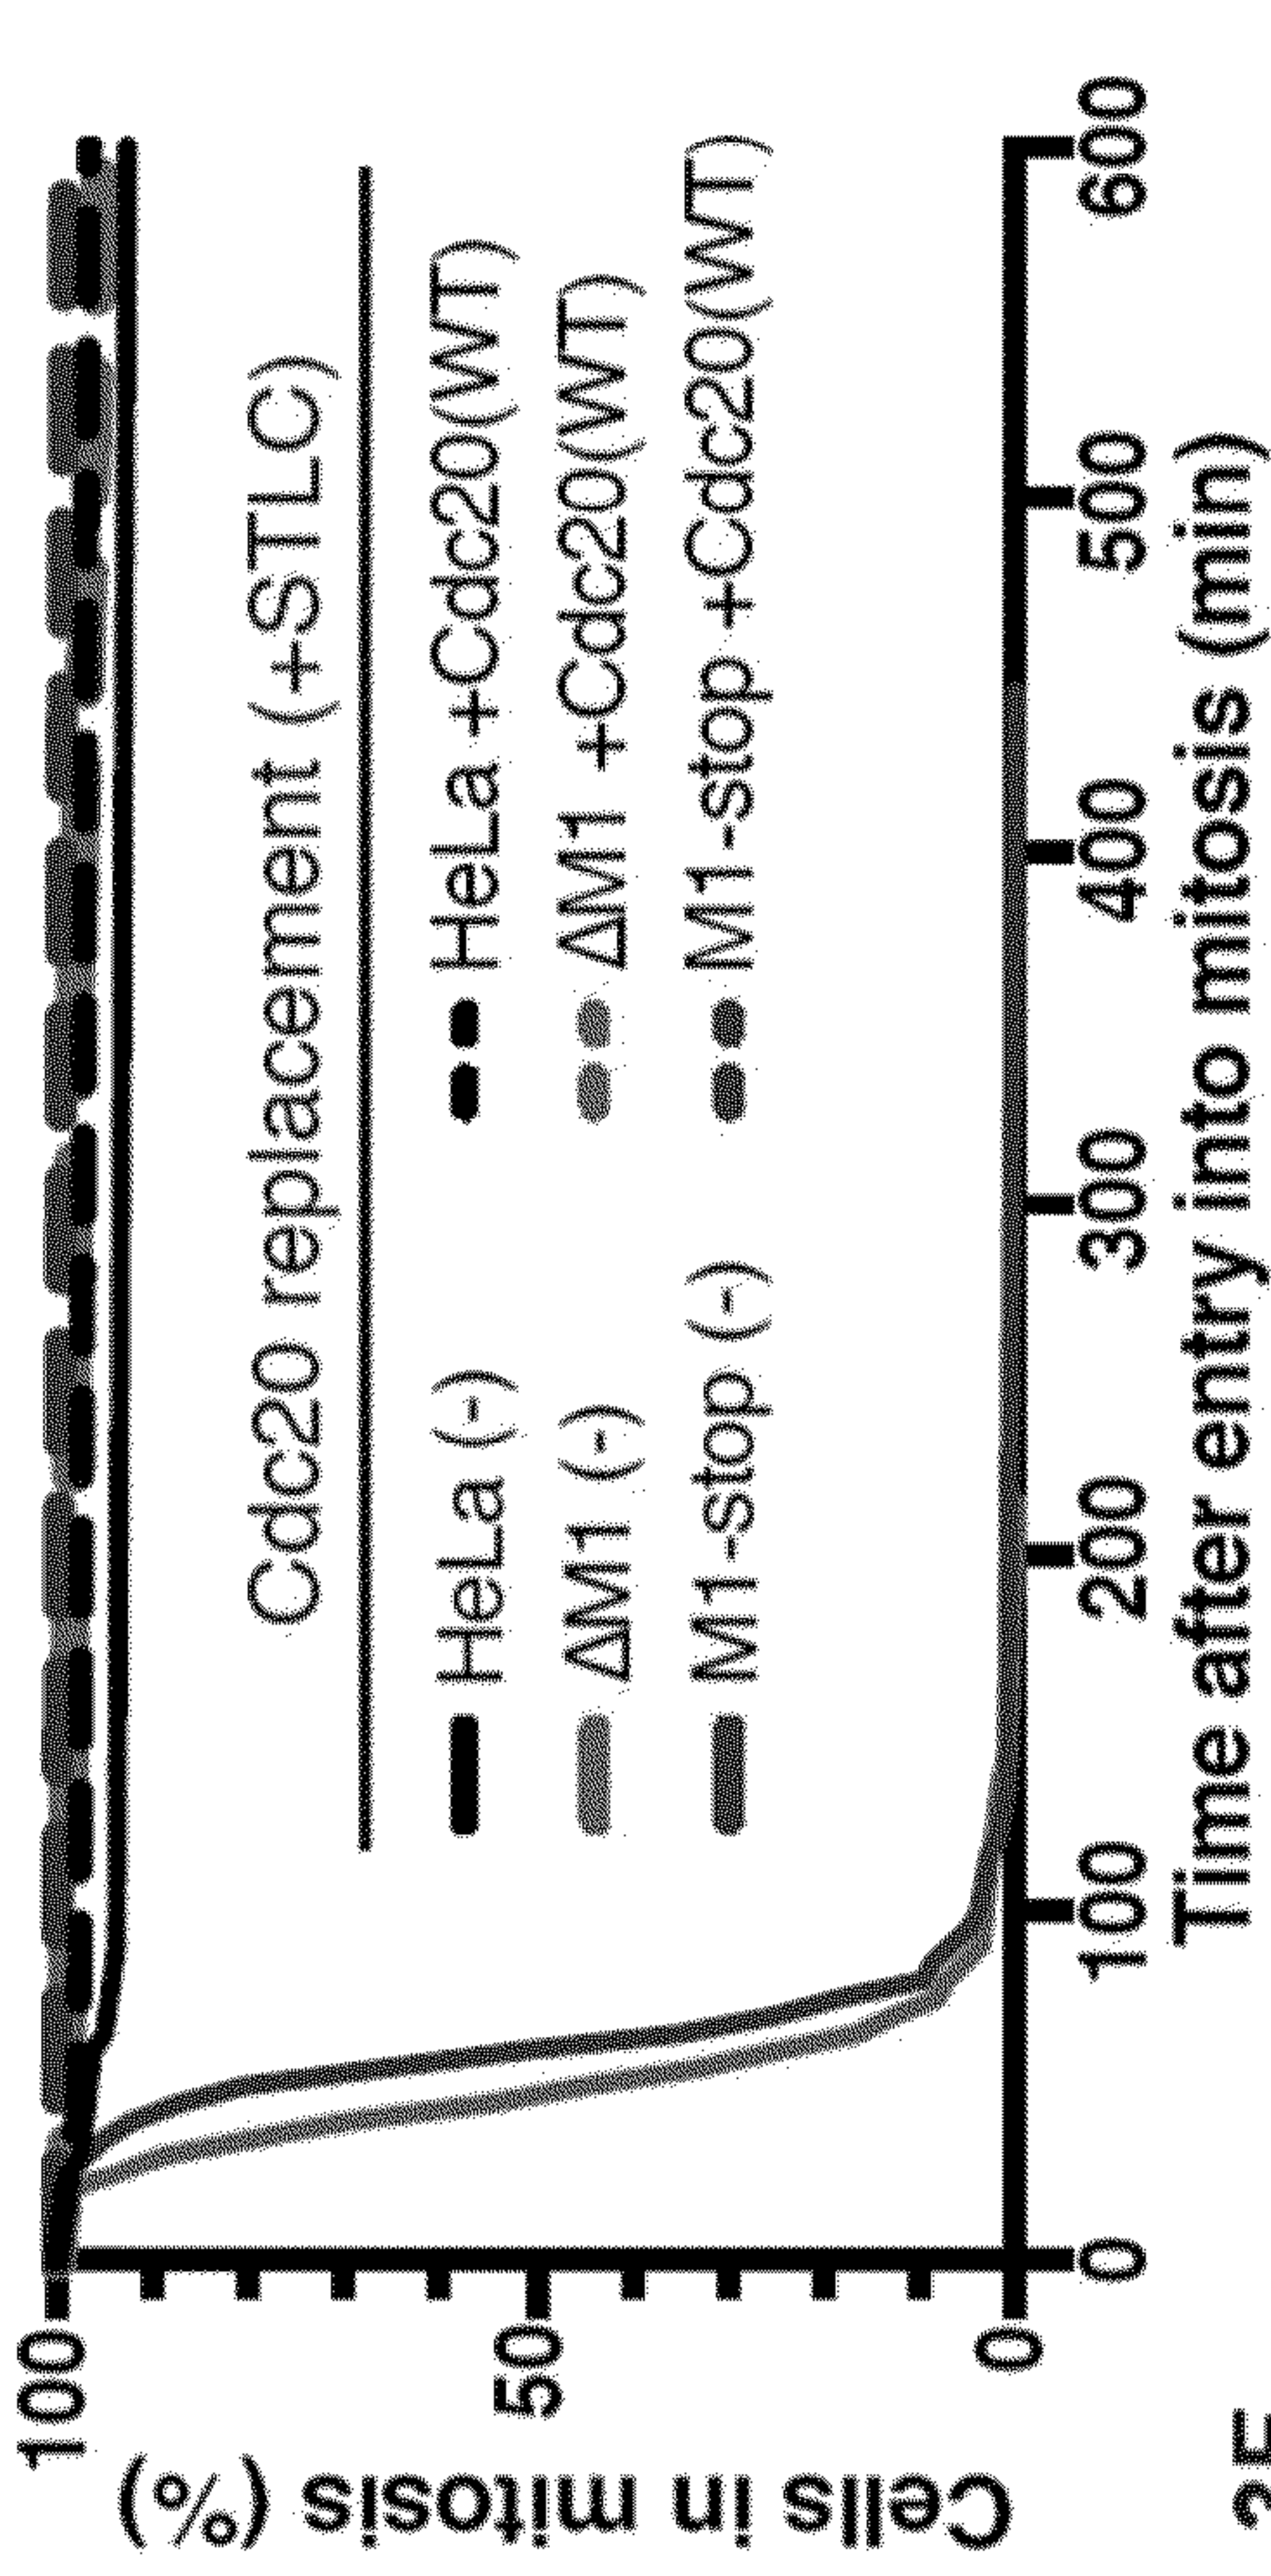 Cells in mitosis (%)
100
50
0
Cdc20 replacement (+STLC)
HeLa (-)
HeLa +Cdc20(WT)
ΔM1 (-)
ΔM1 +Cdc20(WT)
M1-stop (-)
M1-stop +Cdc20(WT)
0 100 200 300 400 500 600
Time after entry into mitosis (min)